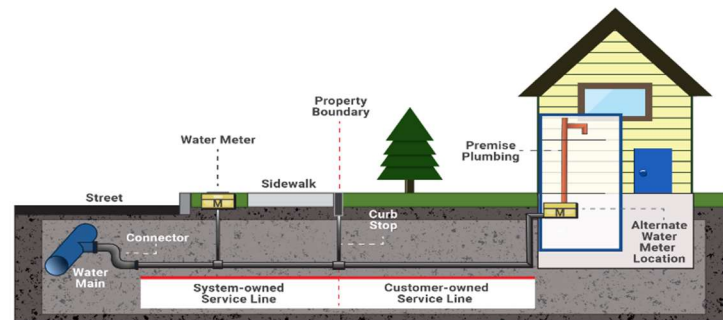 Property
Boundary
Water Meter
Premise
Plumbing
Street
Sidewalk
M
M
Curb
Stop
Connector
Alternate
Water Meter
Location
Water
Main
System-owned
Service Line
Customer-owned
Service Line